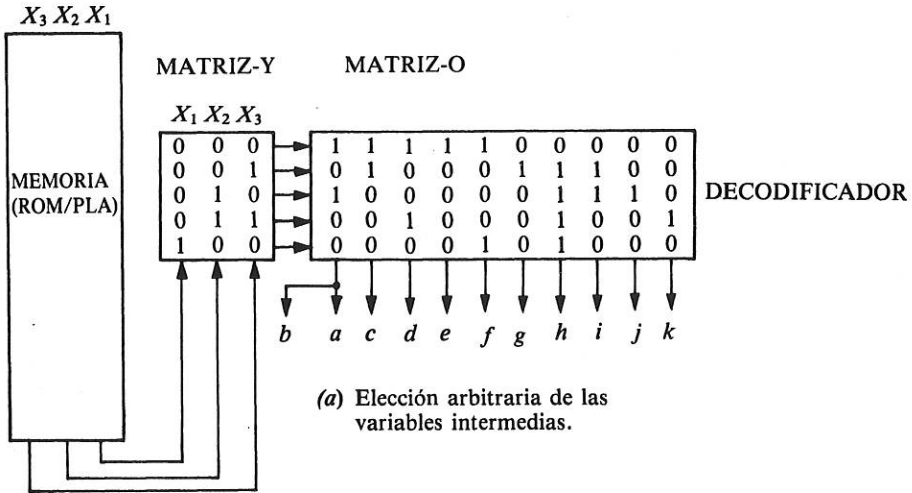 X3 X2 X1
MATRIZ-Y MATRIZ-O
X1 X2 X3
0 0 0 1 1 1 1 1 0 0 0 0 0
0 0 1 0 1 0 0 0 1 1 1 0 0
0 1 0 1 0 0 0 0 0 1 1 1 0
0 1 1 0 0 1 0 0 0 1 0 0 1
1 0 0 0 0 0 0 1 0 1 0 0 0
MEMORIA
(ROM/PLA)
DECODIFICADOR
b a c d e f g h i j k
(a) Elección arbitraria de las
variables intermedias.